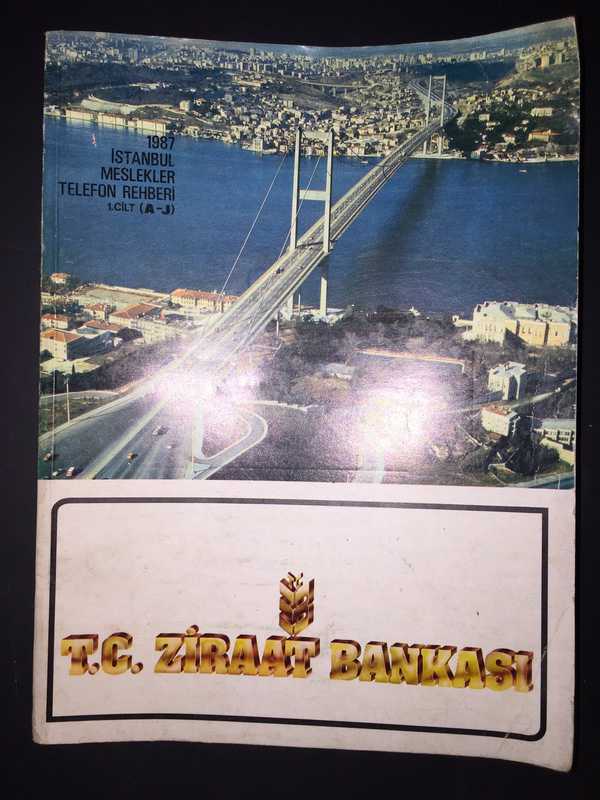 1987
İSTANBUL
MESLEKLER
TELEFON REHBERİ
1.CİLT (A-J)
T.C. ZİRAAT BANKASI